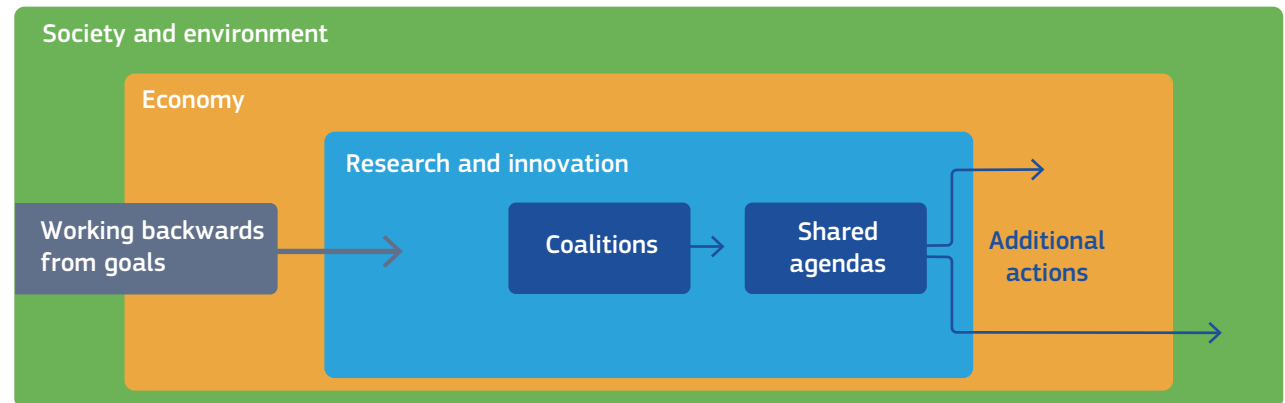 Society and environment
Economy
Research and innovation
Working backwards
from goals
Coalitions
Shared
agendas
Additional
actions